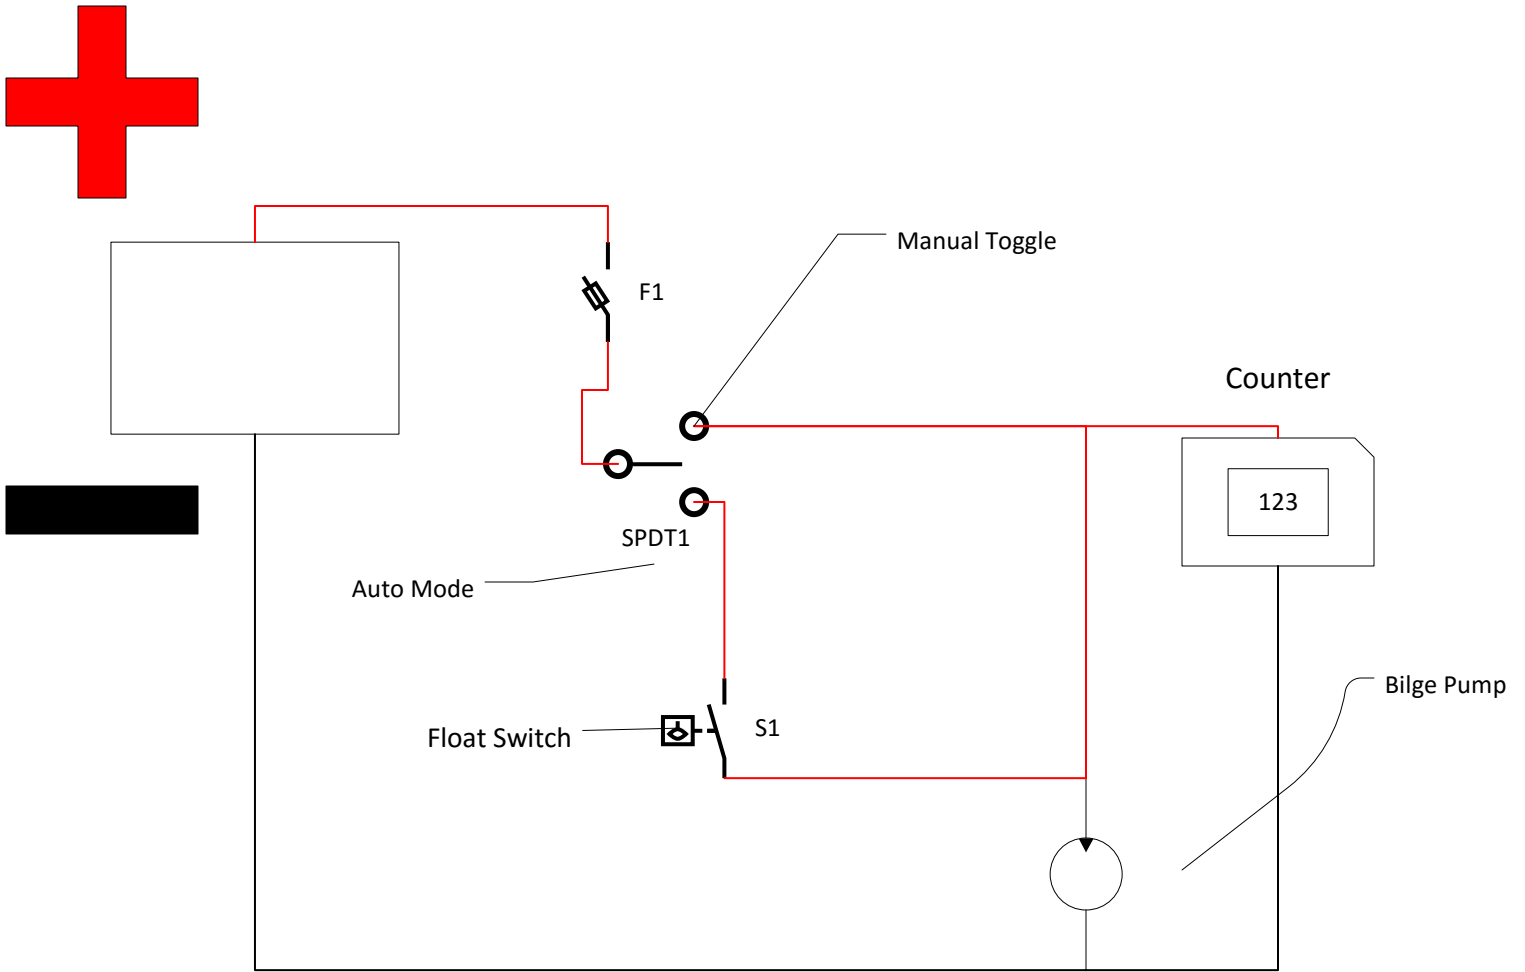 Manual Toggle
F1
Counter
123
SPDT1
Auto Mode
Bilge Pump
Float Switch
S1